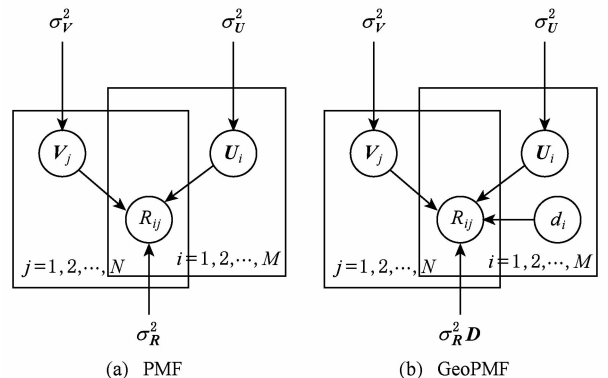 σ²_V σ²_U σ²_V σ²_U
V_j U_i V_j U_i
R_ij R_ij d_i
j=1, 2, ⋯, N i=1, 2, ⋯, M j=1, 2, ⋯, N i=1, 2, ⋯, M
σ²_R σ²_R D
(a) PMF (b) GeoPMF